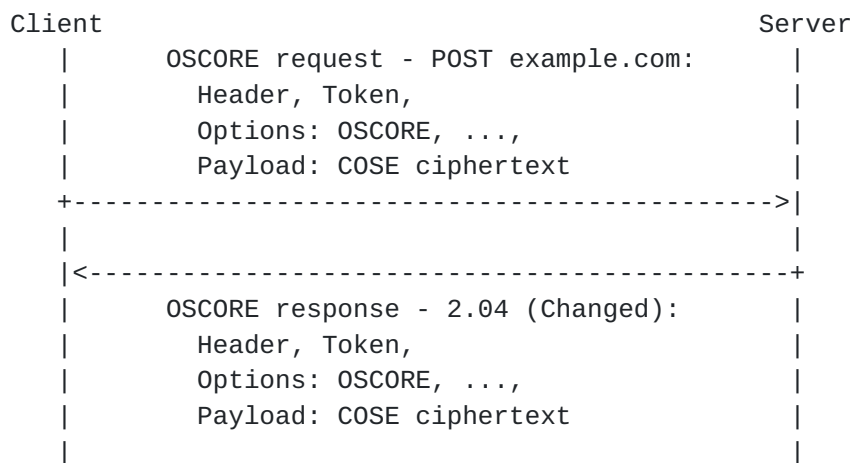 Client                                           Server
   |      OSCORE request - POST example.com:       |
   |        Header, Token,                         |
   |        Options: OSCORE, ...,                  |
   |        Payload: COSE ciphertext               |
   +---------------------------------------------->|
   |                                               |
   |<----------------------------------------------+
   |      OSCORE response - 2.04 (Changed):        |
   |        Header, Token,                         |
   |        Options: OSCORE, ...,                  |
   |        Payload: COSE ciphertext               |
   |                                               |